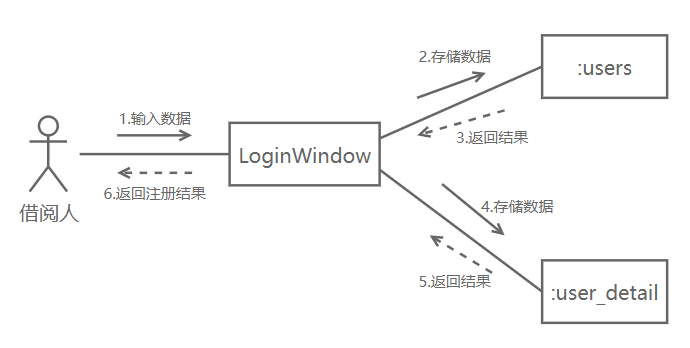 2.存储数据
:users
1.输入数据
3.返回结果
LoginWindow
6.返回注册结果
借阅人
4.存储数据
5.返回结果
:user_detail